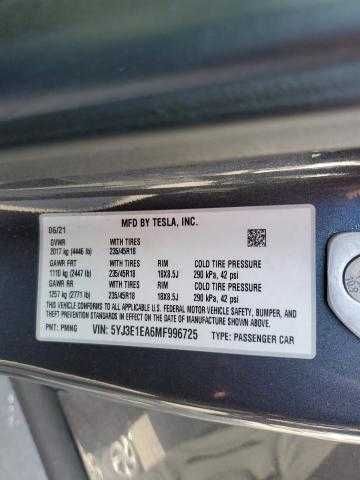 06/21 MFD BY TESLA, INC.
GVWR WITH TIRES
2017 kg (4446 lb) 235/45R18
GAWR FRT WITH TIRES RIM COLD TIRE PRESSURE
1110 kg (2447 lb) 235/45R18 18X8.5J 290 kPa, 42 psi
GAWR RR WITH TIRES RIM COLD TIRE PRESSURE
1257 kg (2771 lb) 235/45R18 18X8.5J 290 kPa, 42 psi
THIS VEHICLE CONFORMS TO ALL APPLICABLE U.S. FEDERAL MOTOR VEHICLE SAFETY, BUMPER, AND
THEFT PREVENTION STANDARDS IN EFFECT ON THE DATE OF MANUFACTURE SHOWN ABOVE.
PNT: PMNG VIN: 5YJ3E1EA6MF996725 TYPE: PASSENGER CAR